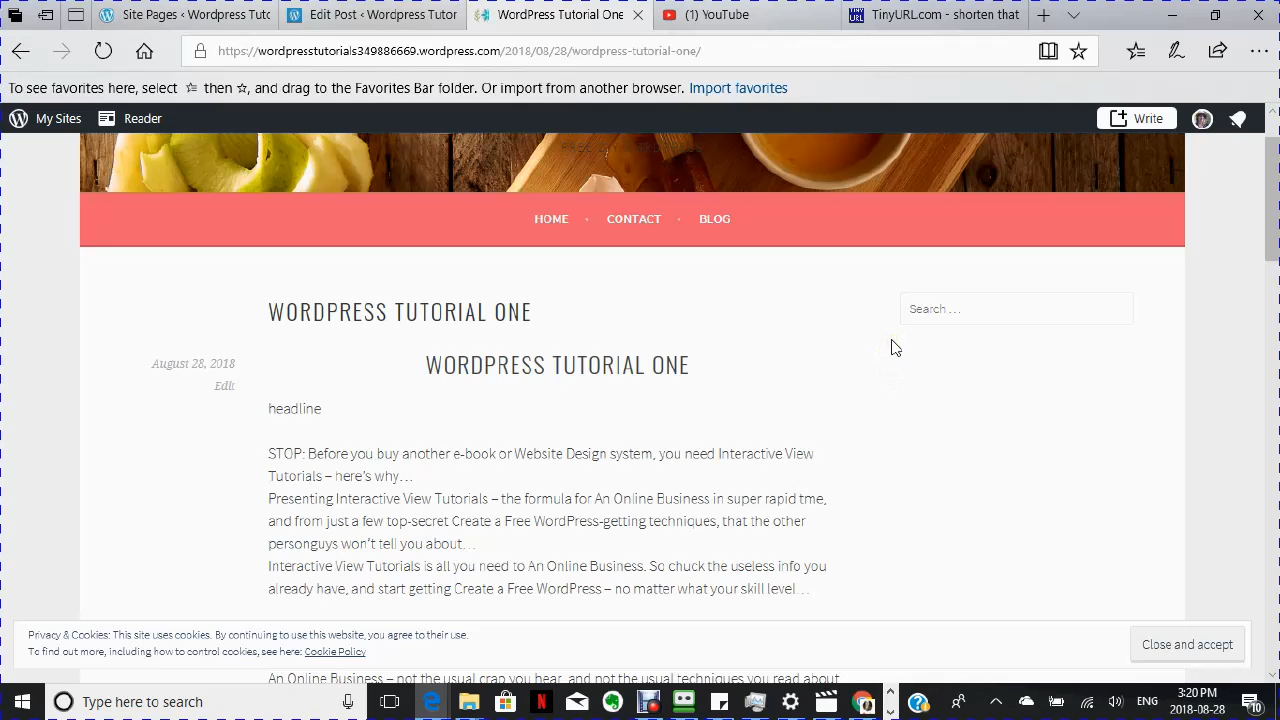 Site Pages ‹ Wordpress Tuto
Edit Post ‹ Wordpress Tutor
WordPress Tutorial One
(1) YouTube
TINY URL
TinyURL.com - shorten that
https://wordpresstutorials349886669.wordpress.com/2018/08/28/wordpress-tutorial-one/
To see favorites here, select ☆ then ☆, and drag to the Favorites Bar folder. Or import from another browser. Import favorites
My Sites
Reader
Write
HOME · CONTACT · BLOG
WORDPRESS TUTORIAL ONE
Search …
August 28, 2018
Edit
WORDPRESS TUTORIAL ONE
headline
STOP: Before you buy another e-book or Website Design system, you need Interactive View
Tutorials – here's why…
Presenting Interactive View Tutorials – the formula for An Online Business in super rapid tme,
and from just a few top-secret Create a Free WordPress-getting techniques, that the other
personguys won't tell you about…
Interactive View Tutorials is all you need to An Online Business. So chuck the useless info you
already have, and start getting Create a Free WordPress – no matter what your skill level…
Privacy & Cookies: This site uses cookies. By continuing to use this website, you agree to their use.
To find out more, including how to control cookies, see here: Cookie Policy
Close and accept
An Online Business – not the usual crap you hear, and not the usual techniques you read about
Type here to search
ENG
3:20 PM
2018-08-28
10